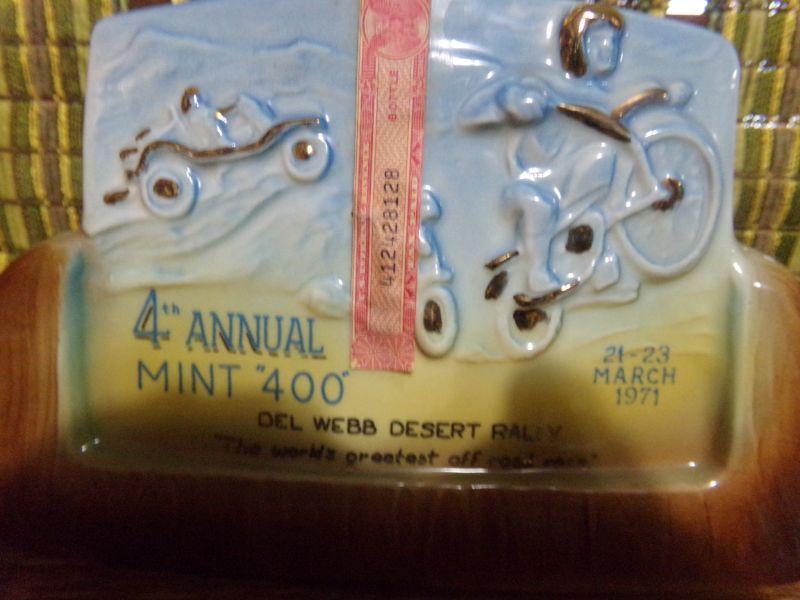 BOTTLE
412428128
4th ANNUAL
MINT "400"
21-23
MARCH
1971
DEL WEBB DESERT RALLY
"The world's greatest off road race"